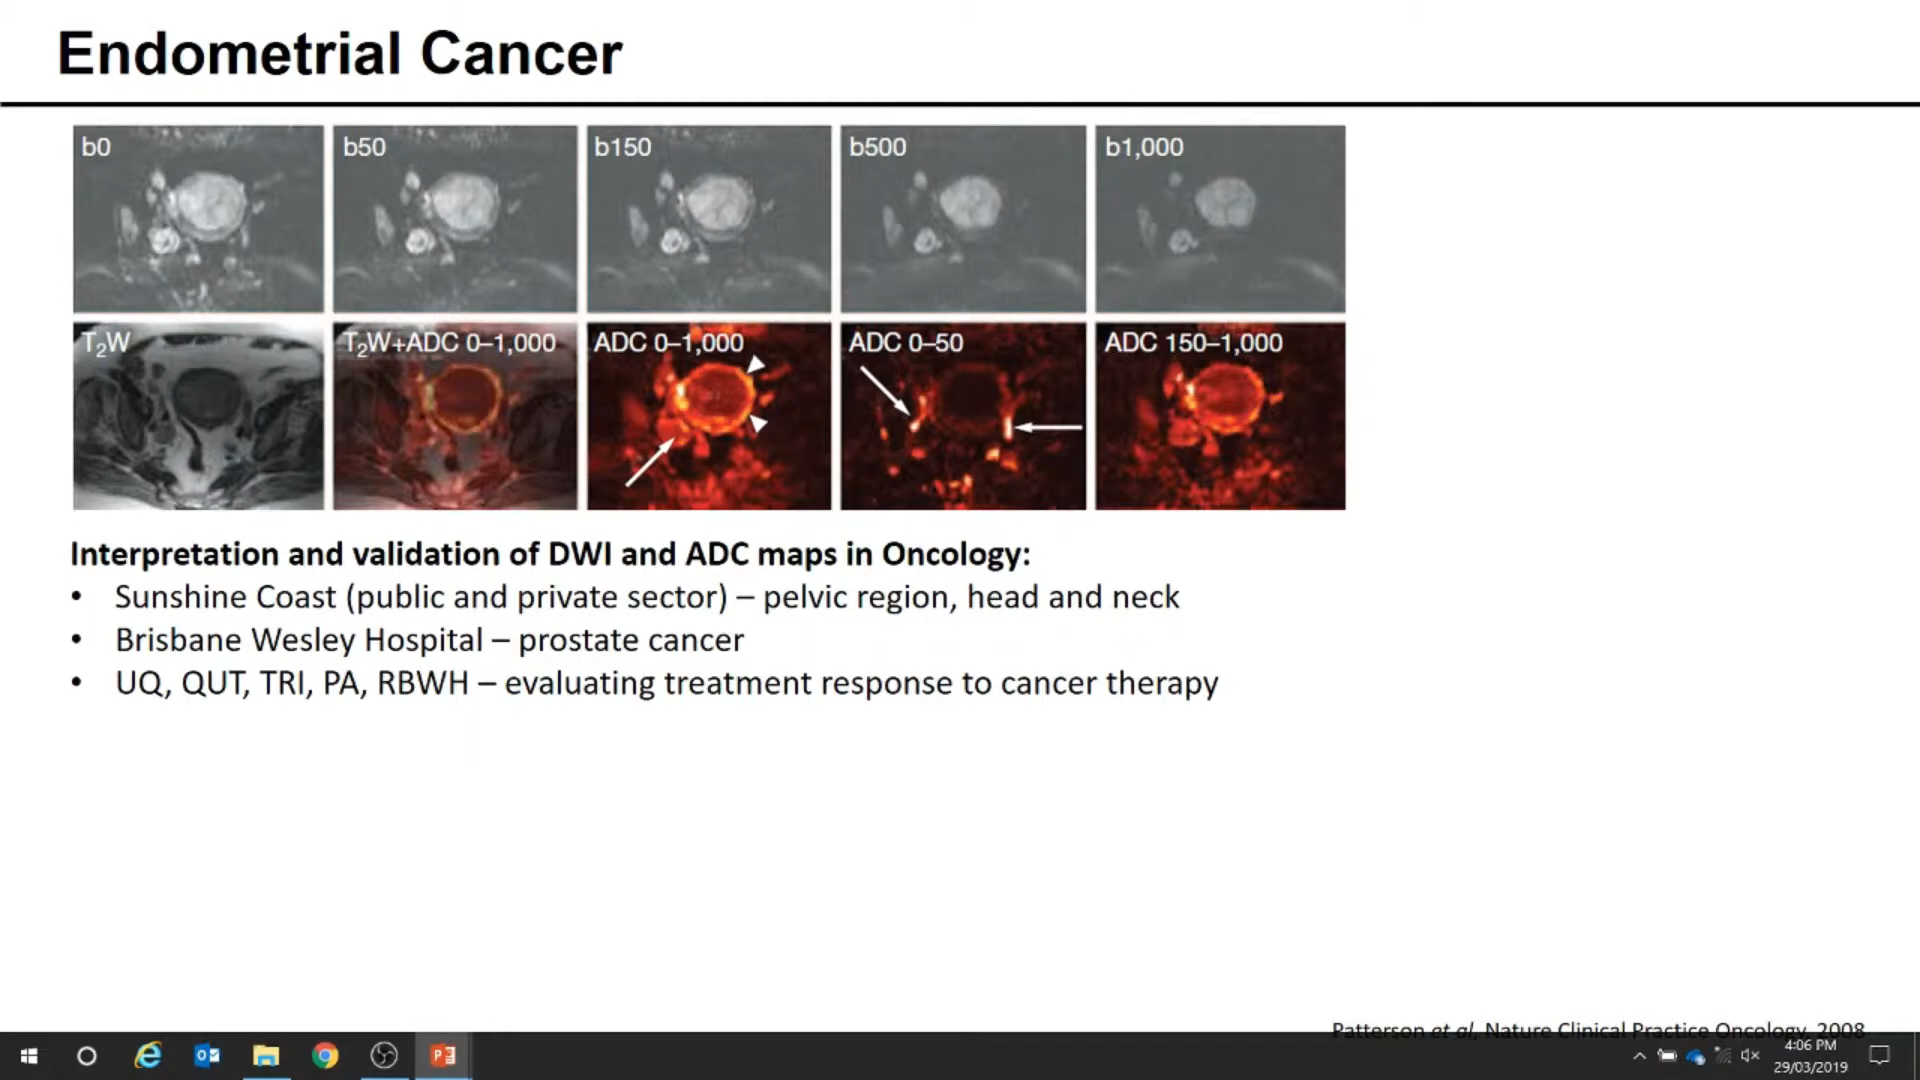 Endometrial Cancer
b0
b50
b150
b500
b1,000
T₂W
T₂W+ADC 0–1,000
ADC 0–1,000
ADC 0–50
ADC 150–1,000
Interpretation and validation of DWI and ADC maps in Oncology:
• Sunshine Coast (public and private sector) – pelvic region, head and neck
• Brisbane Wesley Hospital – prostate cancer
• UQ, QUT, TRI, PA, RBWH – evaluating treatment response to cancer therapy
Patterson et al, Nature Clinical Practice Oncology, 2008
4:06 PM
29/03/2019